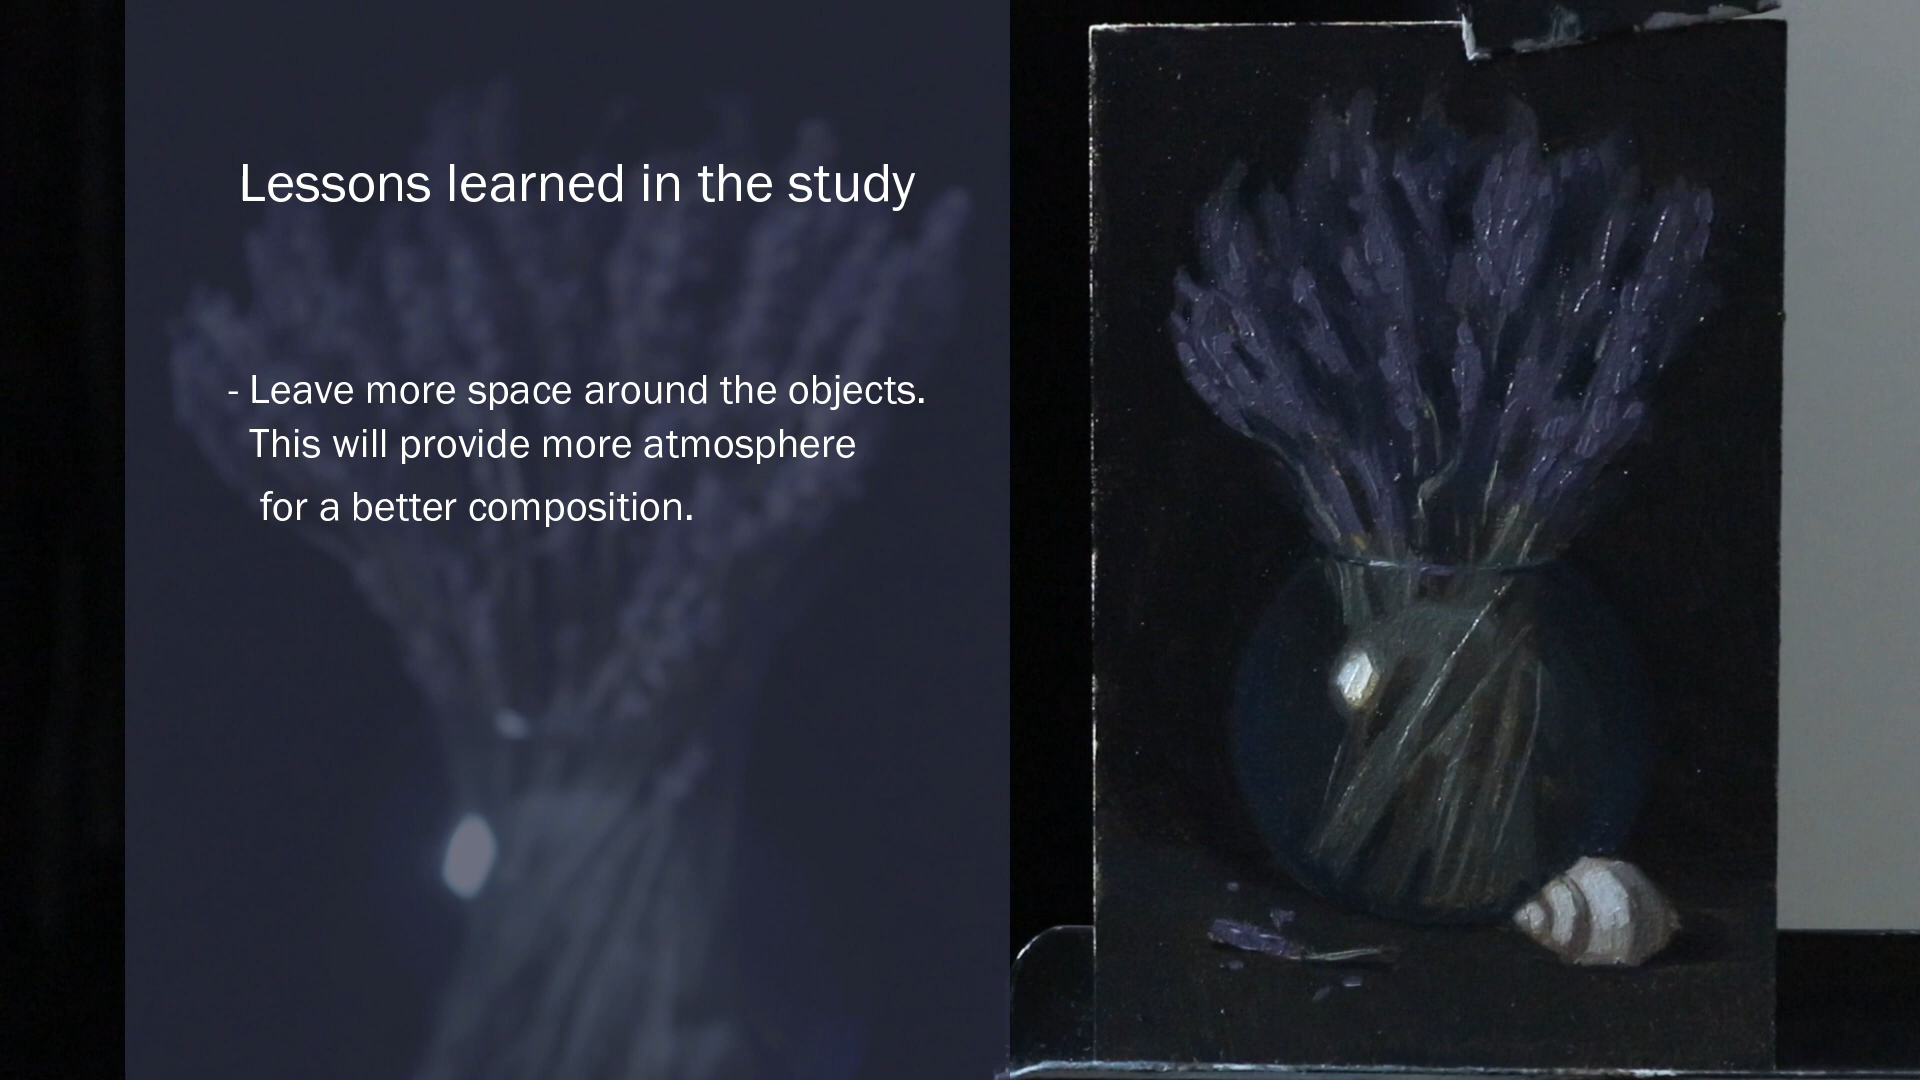 Lessons learned in the study
- Leave more space around the objects.
This will provide more atmosphere
for a better composition.